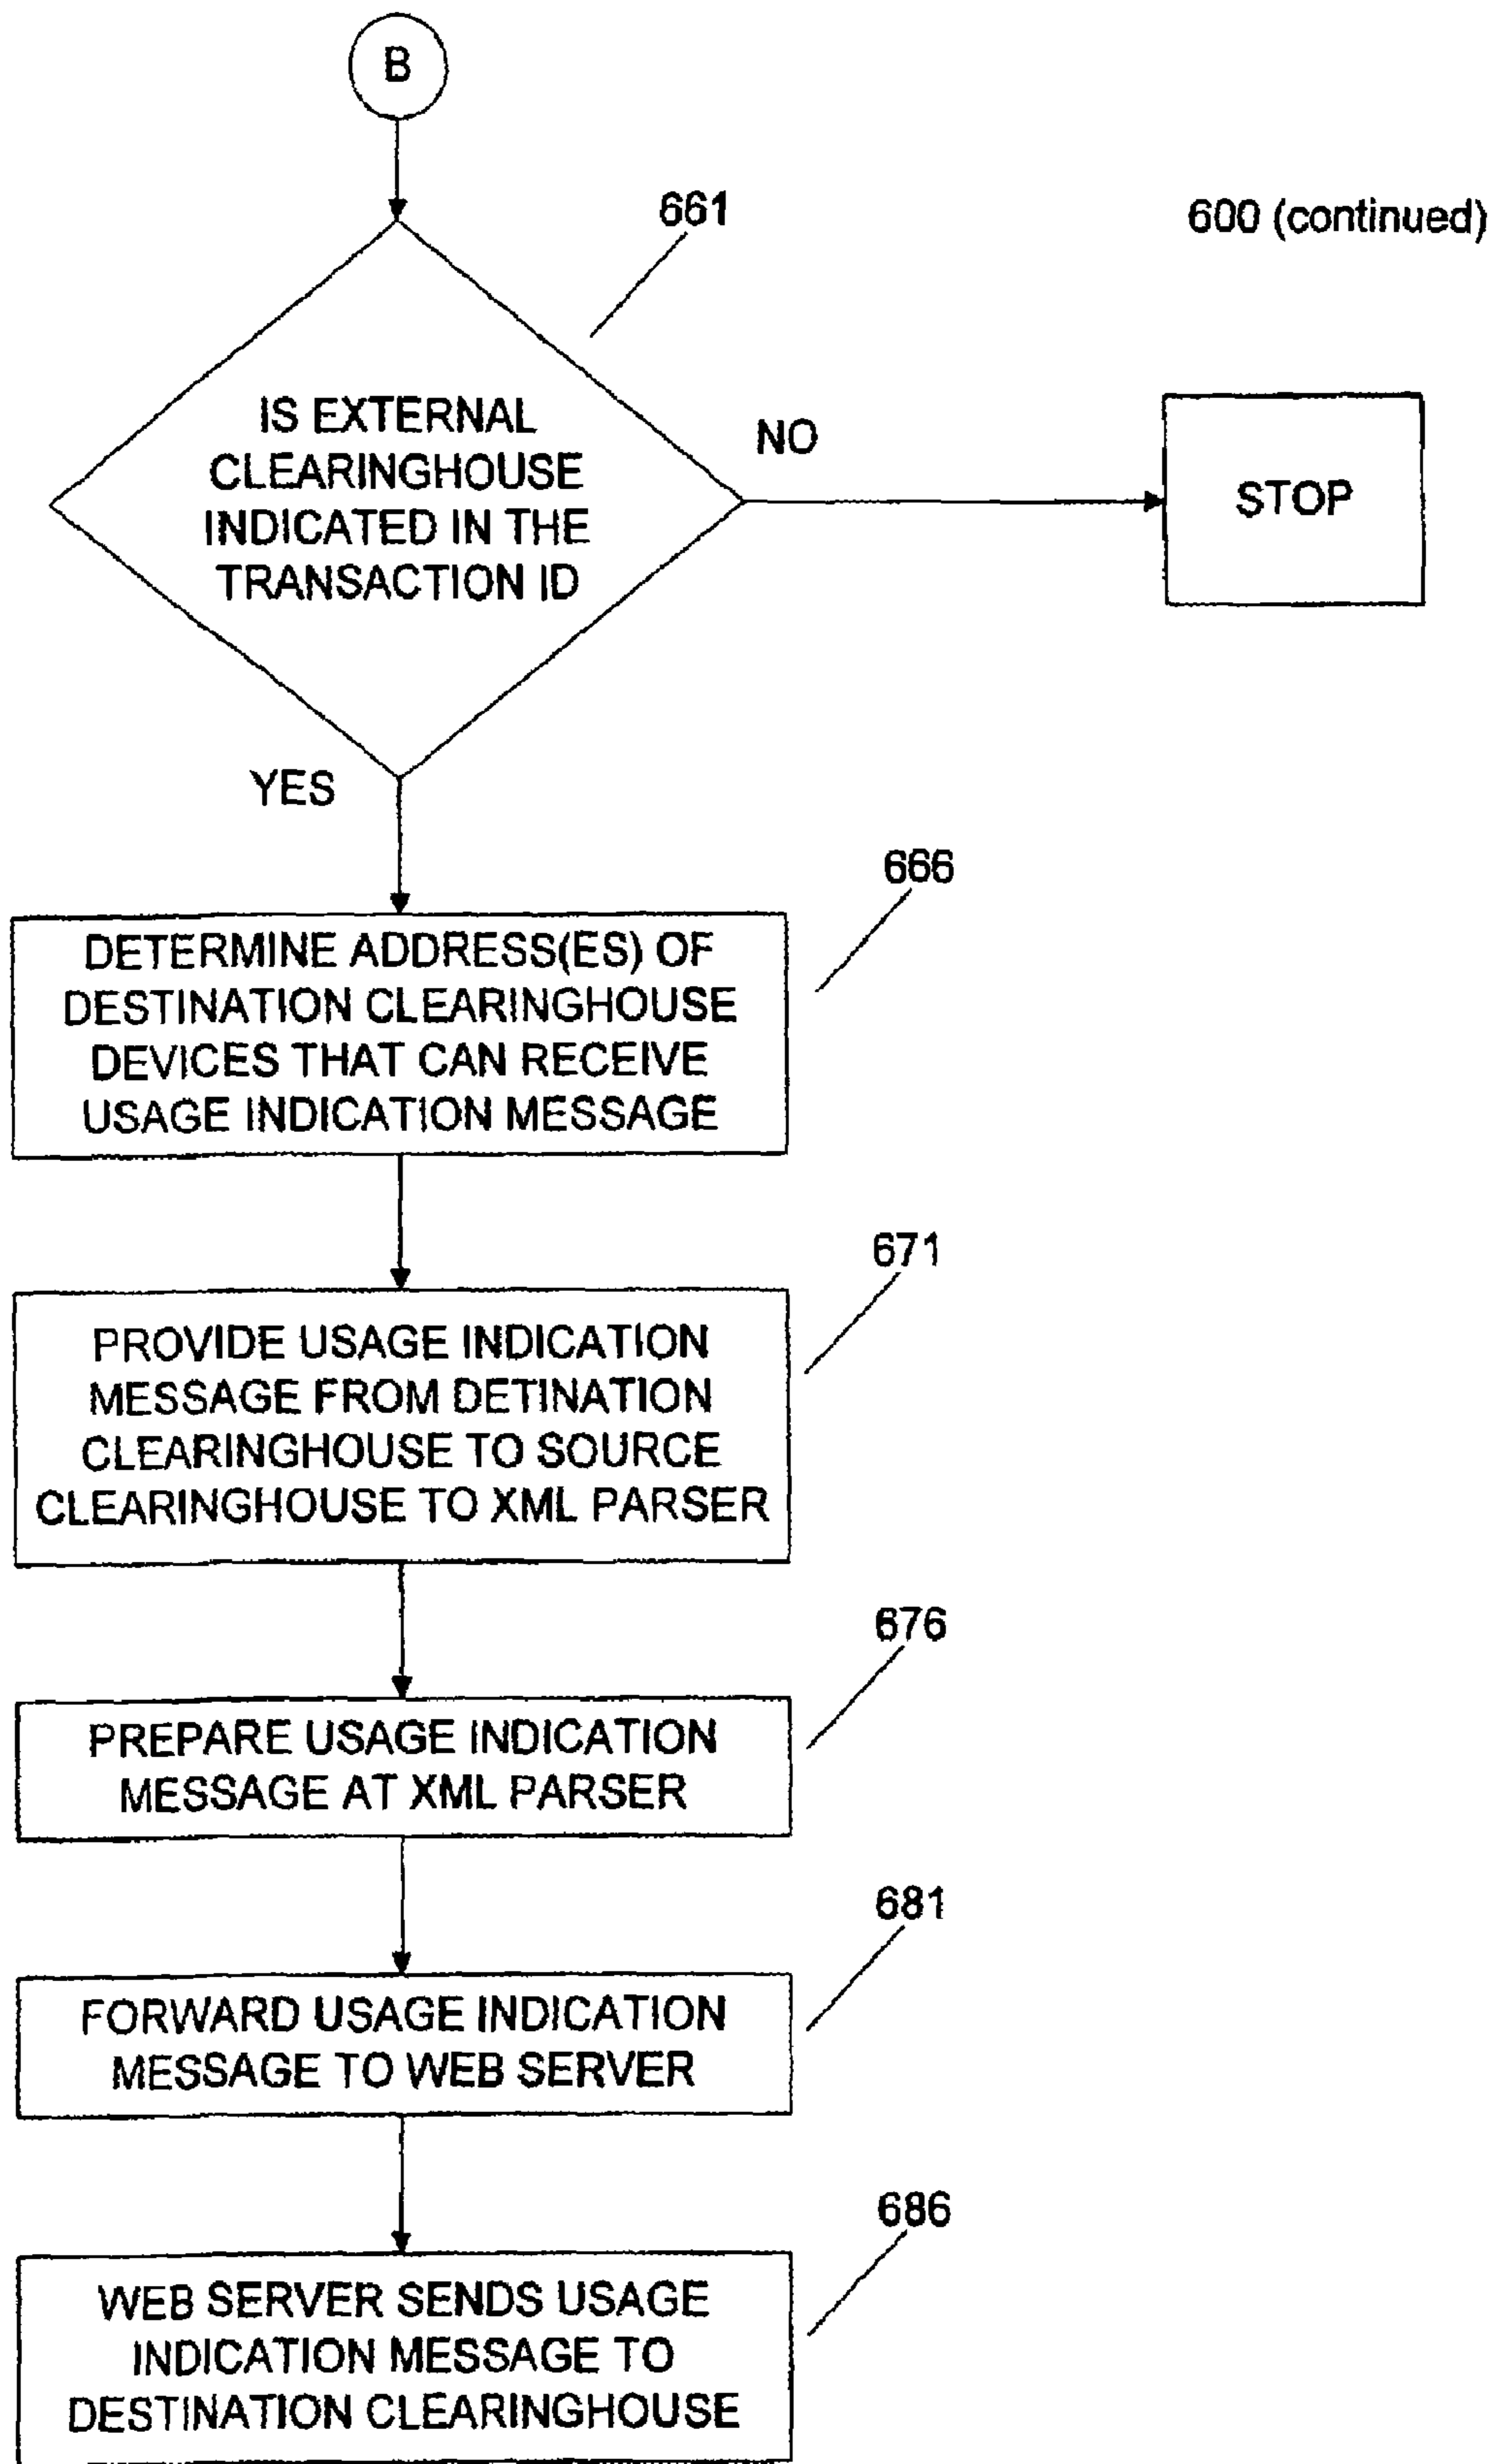 B
661
600 (continued)
IS EXTERNAL
CLEARINGHOUSE
INDICATED IN THE
TRANSACTION ID
NO
STOP
YES
666
DETERMINE ADDRESS(ES) OF
DESTINATION CLEARINGHOUSE
DEVICES THAT CAN RECEIVE
USAGE INDICATION MESSAGE
671
PROVIDE USAGE INDICATION
MESSAGE FROM DETINATION
CLEARINGHOUSE TO SOURCE
CLEARINGHOUSE TO XML PARSER
676
PREPARE USAGE INDICATION
MESSAGE AT XML PARSER
681
FORWARD USAGE INDICATION
MESSAGE TO WEB SERVER
686
WEB SERVER SENDS USAGE
INDICATION MESSAGE TO
DESTINATION CLEARINGHOUSE